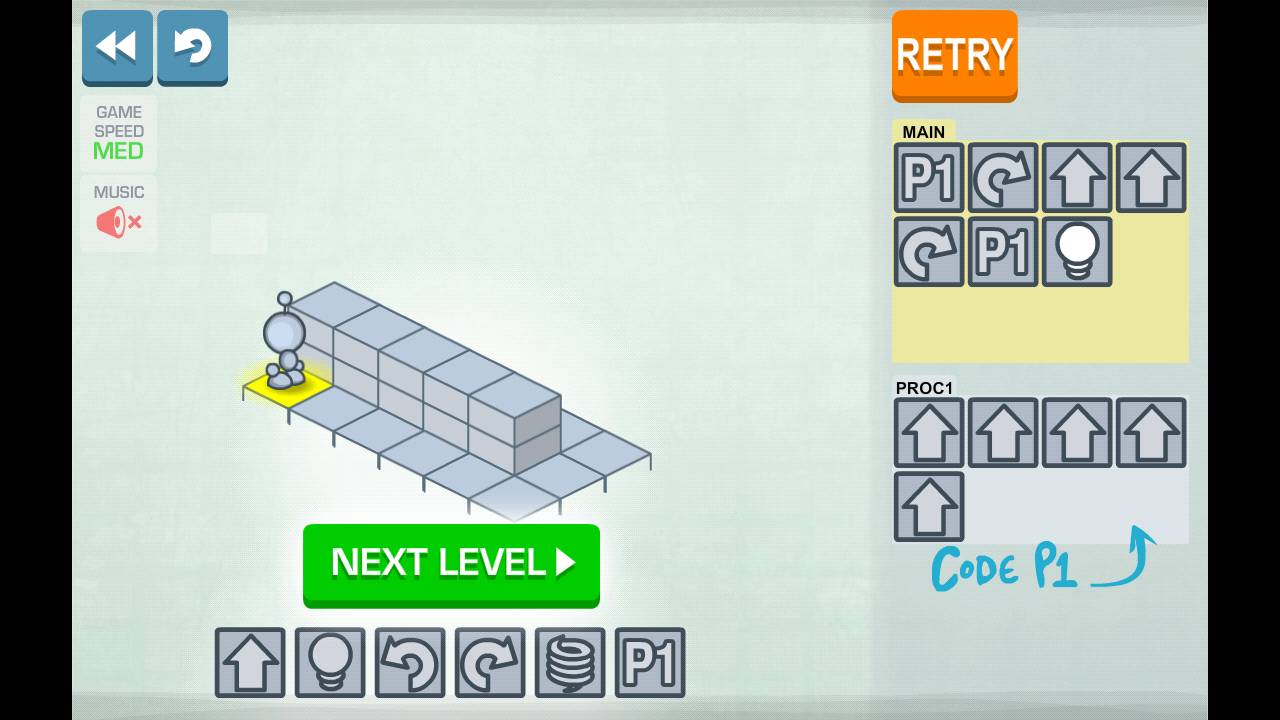 RETRY
GAME
SPEED
MED
MUSIC
MAIN
P1
P1
PROC1
CODE P1
NEXT LEVEL
P1